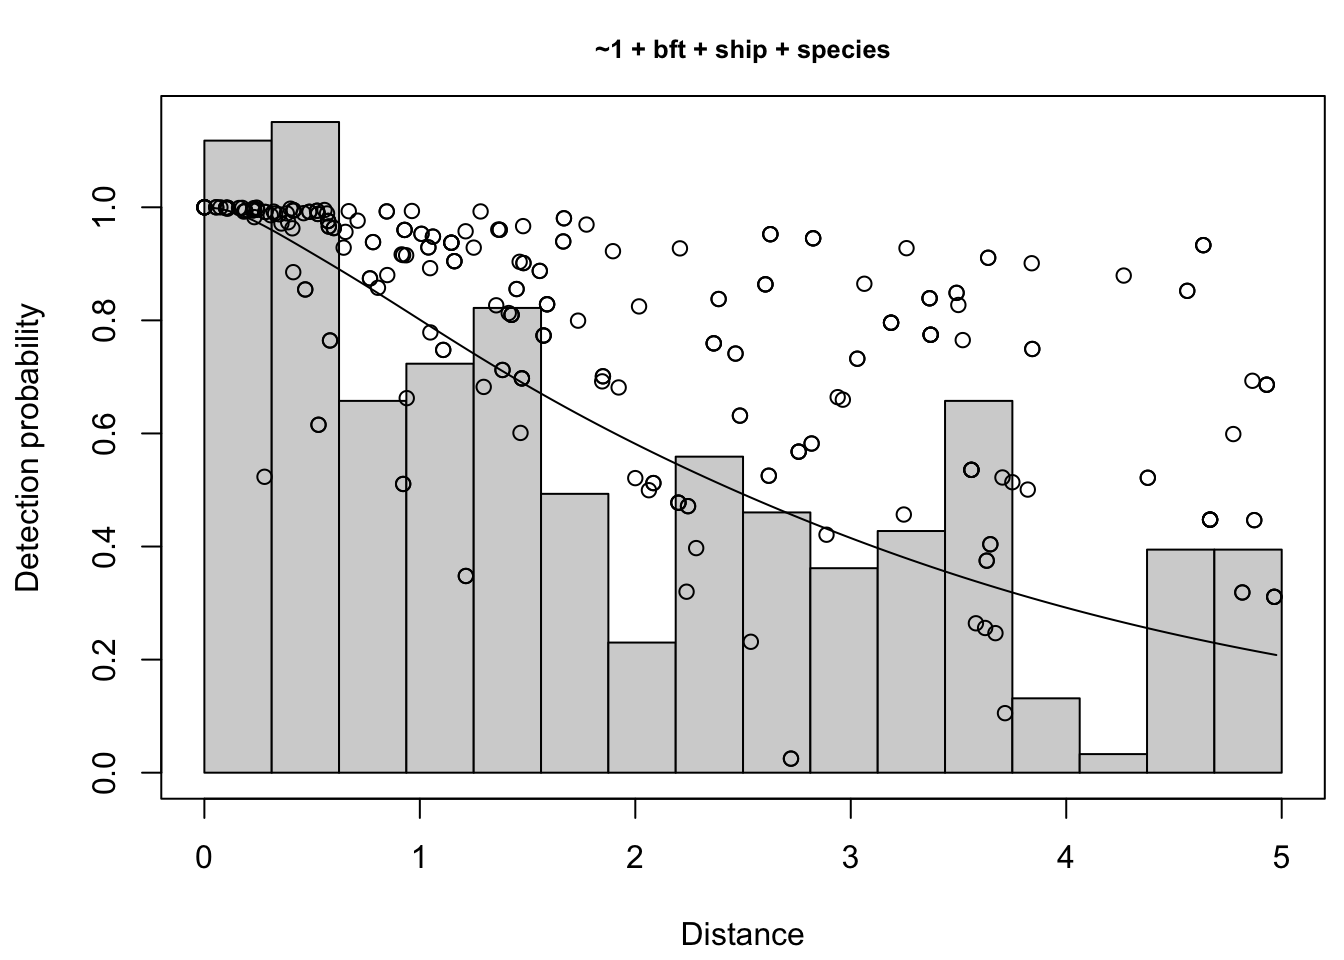 ~1 + bft + ship + species
Detection probability
1.0
0.8
0.6
0.4
0.2
0.0
0 1 2 3 4 5
Distance